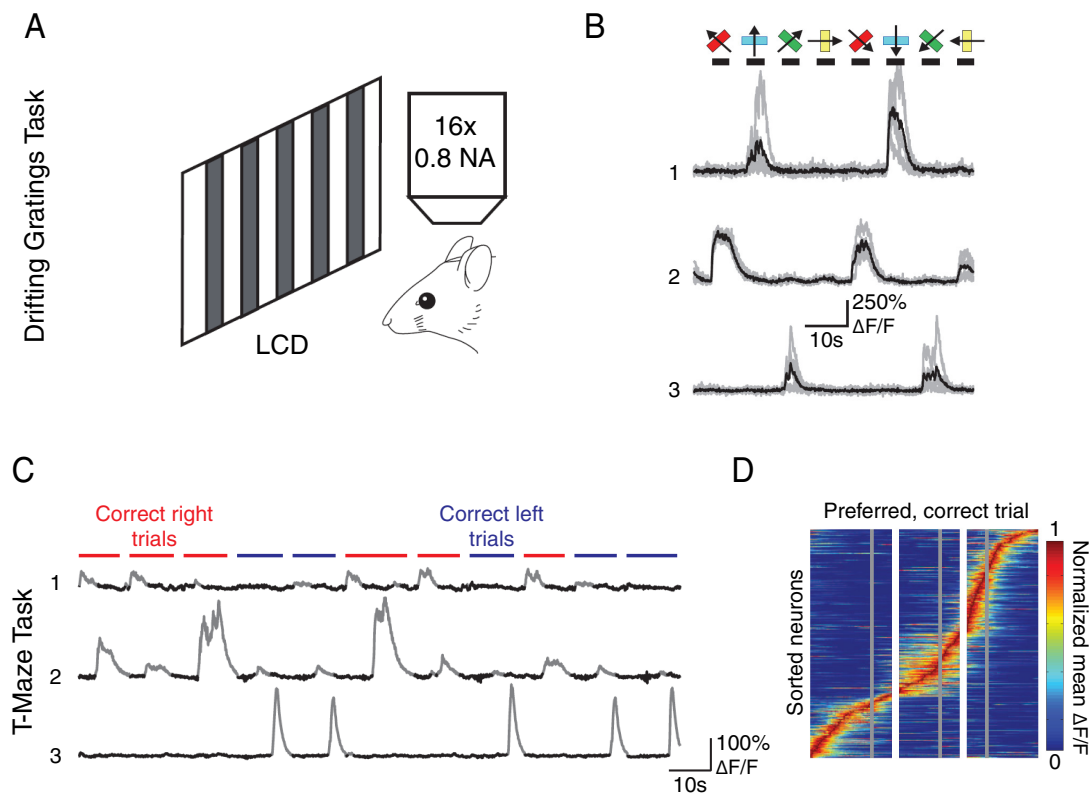 A
Drifting Gratings Task
16x
0.8 NA
LCD
B
1
2
3
250%
ΔF/F
10s
C
T-Maze Task
Correct right
trials
Correct left
trials
1
2
3
100%
ΔF/F
10s
D
Preferred, correct trial
Sorted neurons
1
0
Normalized mean ΔF/F